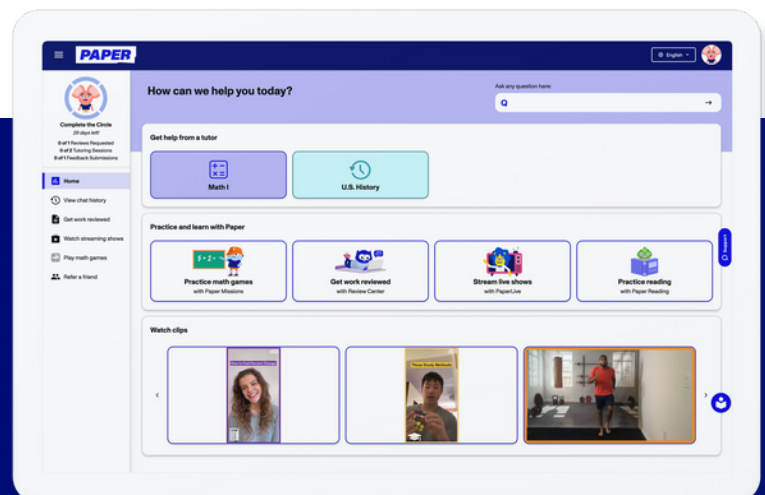 PAPER
English
Complete the Circle
29 days left!
0 of 1 Reviews Requested
0 of 2 Tutoring Sessions
0 of 1 Feedback Submissions
Home
View chat history
Get work reviewed
Watch streaming shows
Play math games
Refer a friend
How can we help you today?
Ask any question here:
Q
Get help from a tutor
Math I
U.S. History
Practice and learn with Paper
Practice math games
with Paper Missions
Get work reviewed
with Review Center
Stream live shows
with PaperLive
Practice reading
with Paper Reading
Support
Watch clips
Three Study Methods